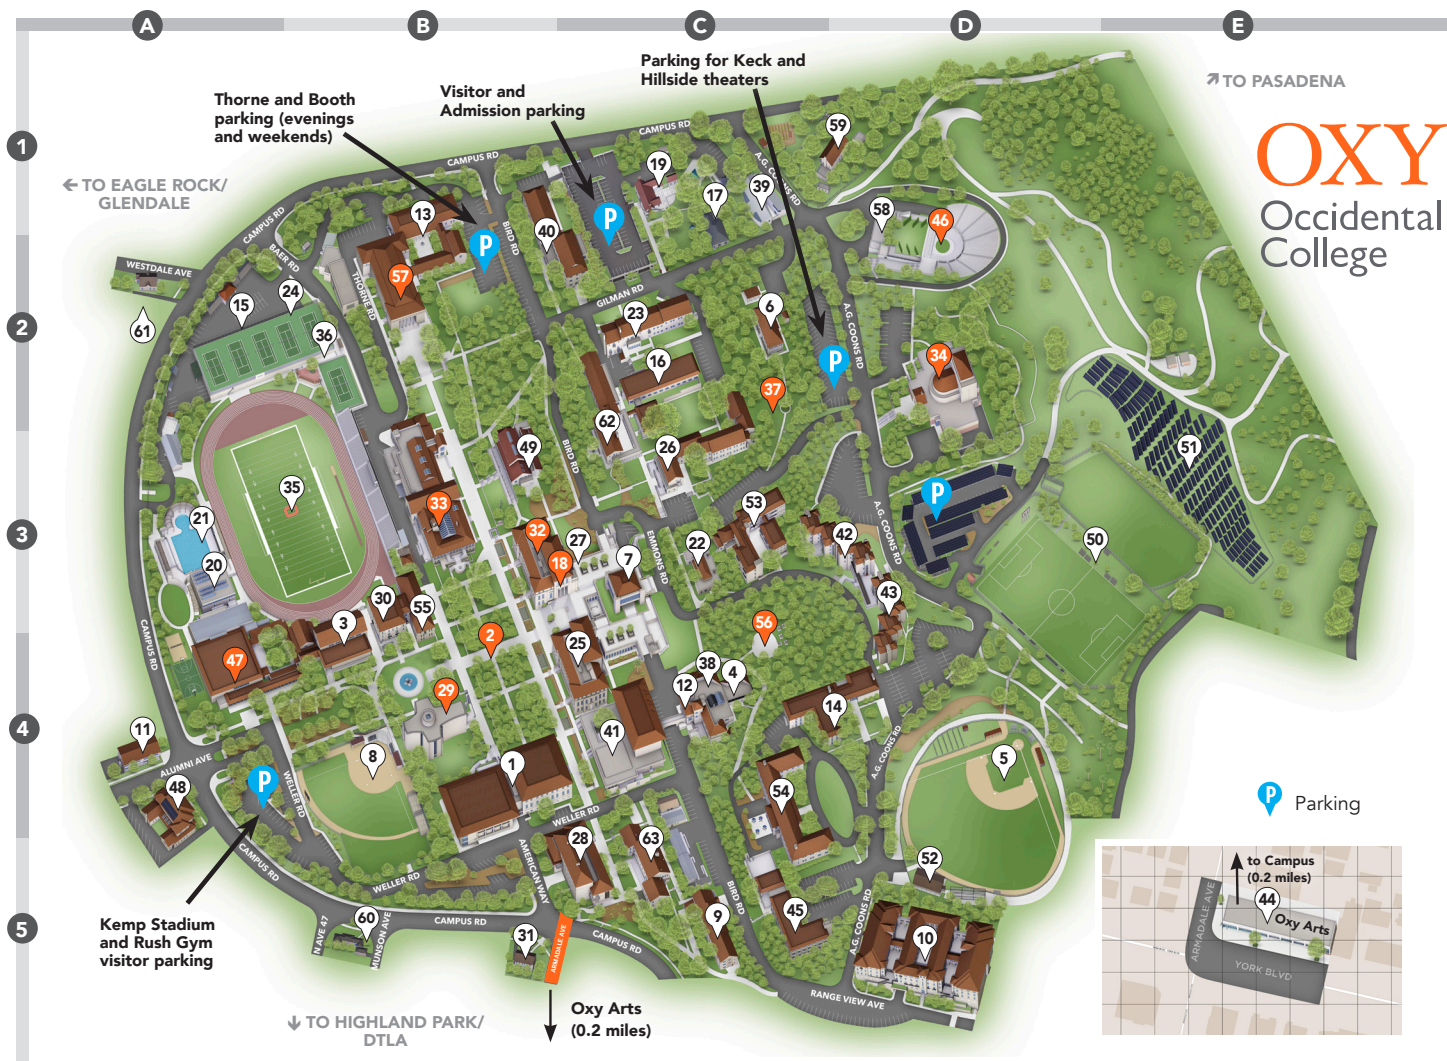 A
B
C
D
E
1
2
3
4
5
Parking for Keck and
Hillside theaters
Visitor and
Admission parking
Thorne and Booth
parking (evenings
and weekends)
↗ TO PASADENA
OXY
Occidental
College
← TO EAGLE ROCK/
GLENDALE
CAMPUS RD
CAMPUS RD
CAMPUS RD
A.G. COONS RD
BIRD RD
BAER RD
WESTDALE AVE
THORNE RD
GILMAN RD
A.G. COONS RD
BIRD RD
A.G. COONS RD
EMMONS RD
CAMPUS RD
ALUMNI AVE
WELLER RD
WELLER RD
A.G. COONS RD
CAMPUS RD
WELLER RD
AMERICAN WAY
BIRD RD
A.G. COONS RD
N AVE 47
MUNSON AVE
CAMPUS RD
ARMADALE AVE
CAMPUS RD
RANGE VIEW AVE
59
19
17
39
13
40
58
46
57
P
P
15
24
61
36
23
6
16
P
34
37
62
26
49
51
35
33
P
21
20
53
42
50
32
27
18
7
22
43
30
55
3
2
56
47
25
38
4
12
29
14
11
8
41
1
5
48
P
54
28
63
52
60
31
9
45
10
P Parking
Kemp Stadium
and Rush Gym
visitor parking
Oxy Arts
(0.2 miles)
↓ TO HIGHLAND PARK/
DTLA
to Campus
(0.2 miles)
44
Oxy Arts
ARMADALE AVE
YORK BLVD